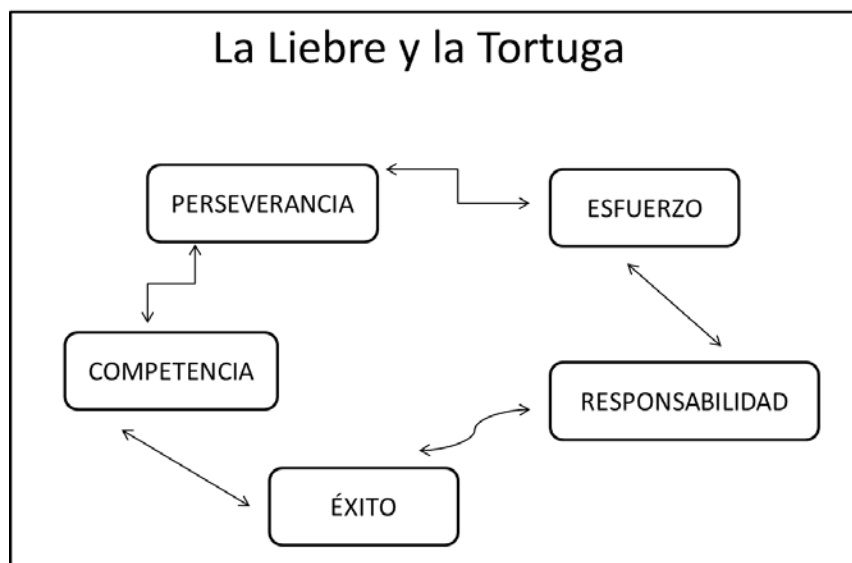 La Liebre y la Tortuga
PERSEVERANCIA
ESFUERZO
COMPETENCIA
RESPONSABILIDAD
ÉXITO